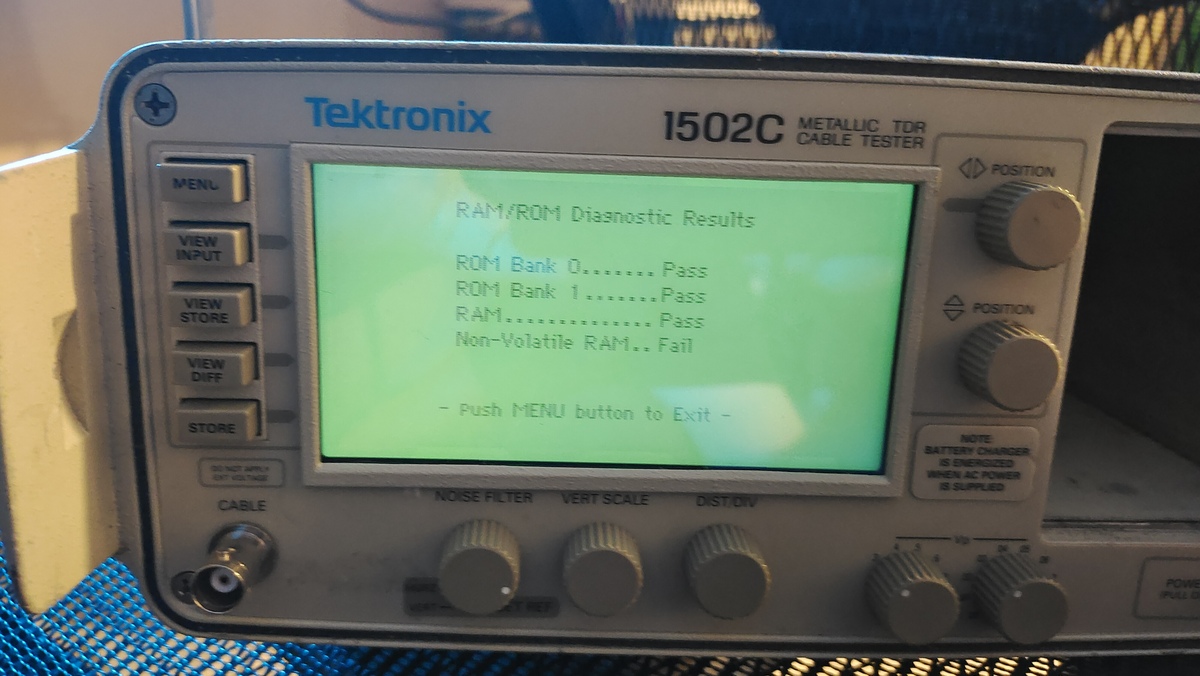 Tektronix
1502C METALLIC TDR
CABLE TESTER
MENU
VIEW
INPUT
VIEW
STORE
VIEW
DIFF
STORE
RAM/ROM Diagnostic Results
ROM Bank 0....... Pass
ROM Bank 1.......Pass
RAM.............. Pass
Non-Volatile RAM.. Fail
- Push MENU button to Exit -
POSITION
POSITION
NOTE:
BATTERY CHARGER
IS ENERGIZED
WHEN AC POWER
IS SUPPLIED
DO NOT APPLY
EXT VOLTAGE
CABLE
NOISE FILTER
VERT SCALE
DIST/DIV
Vp